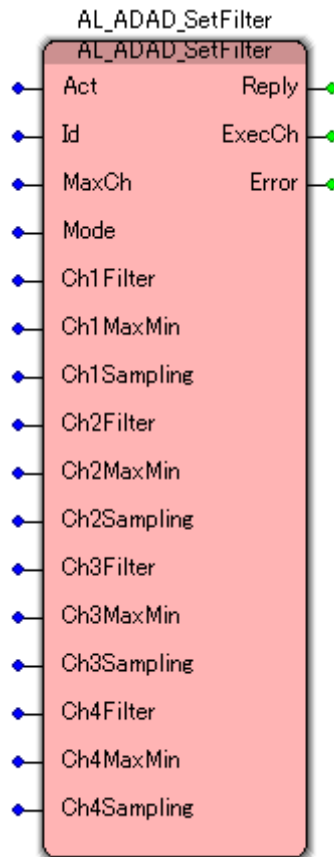 AL_ADAD_SetFilter
AL_ADAD_SetFilter
Act Reply
Id ExecCh
MaxCh Error
Mode
Ch1Filter
Ch1MaxMin
Ch1Sampling
Ch2Filter
Ch2MaxMin
Ch2Sampling
Ch3Filter
Ch3MaxMin
Ch3Sampling
Ch4Filter
Ch4MaxMin
Ch4Sampling